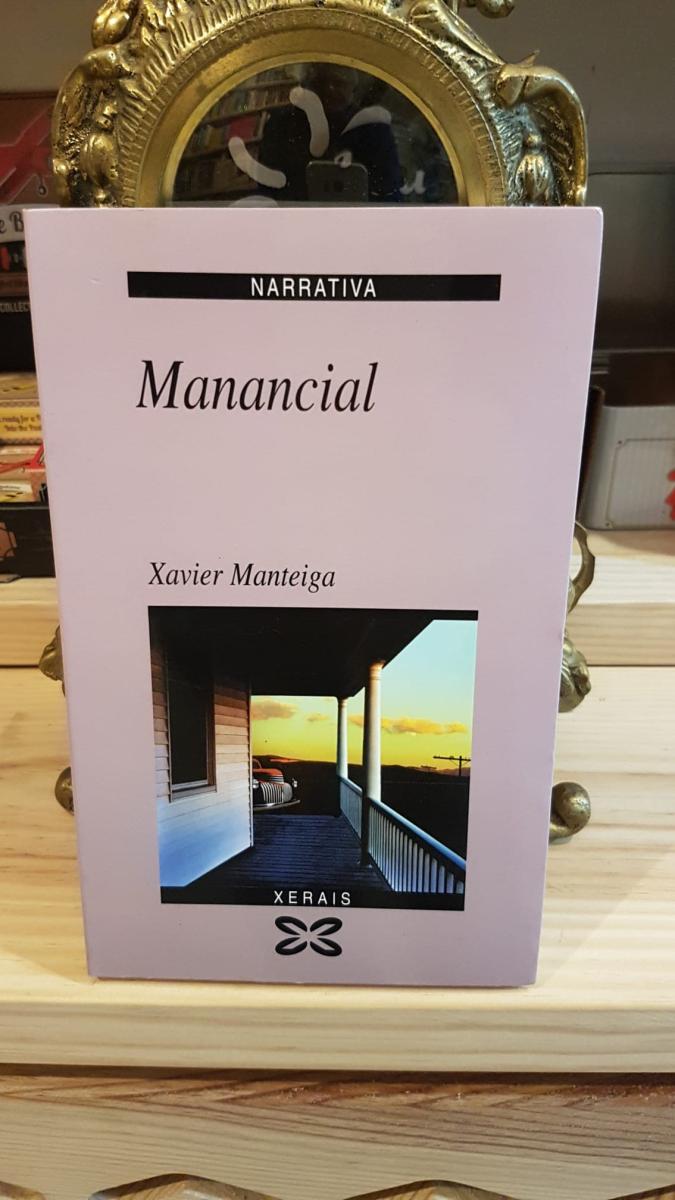 NARRATIVA
Manancial
Xavier Manteiga
XERAIS